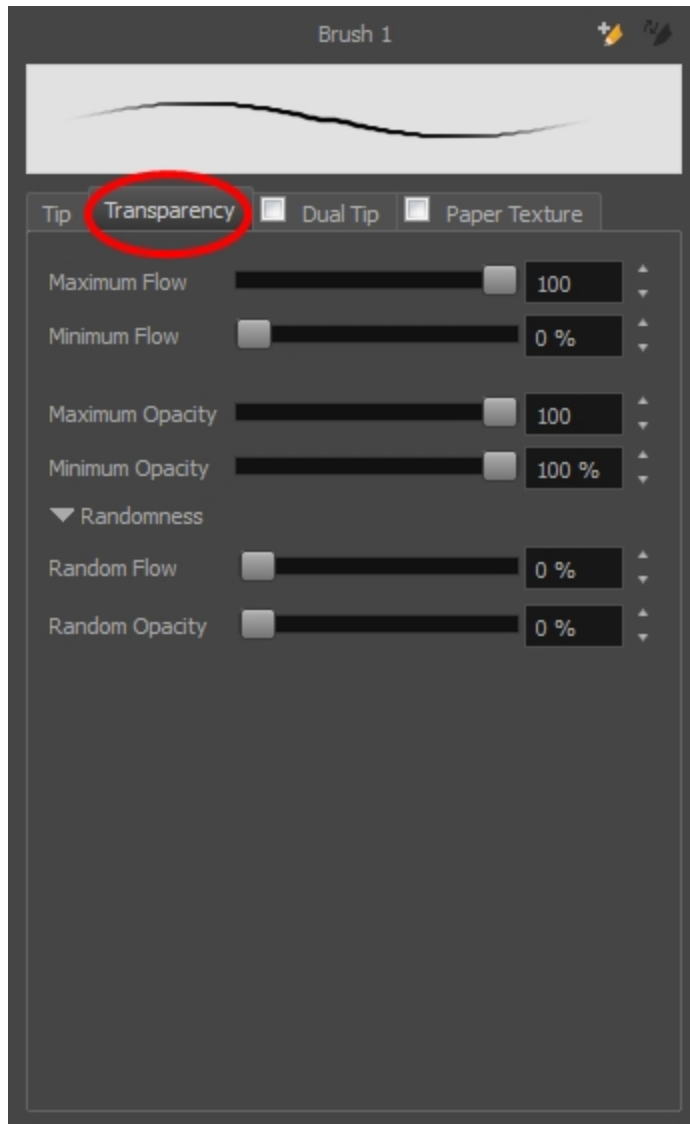 Brush 1
Tip Transparency Dual Tip Paper Texture
Maximum Flow 100
Minimum Flow 0 %
Maximum Opacity 100
Minimum Opacity 100 %
Randomness
Random Flow 0 %
Random Opacity 0 %